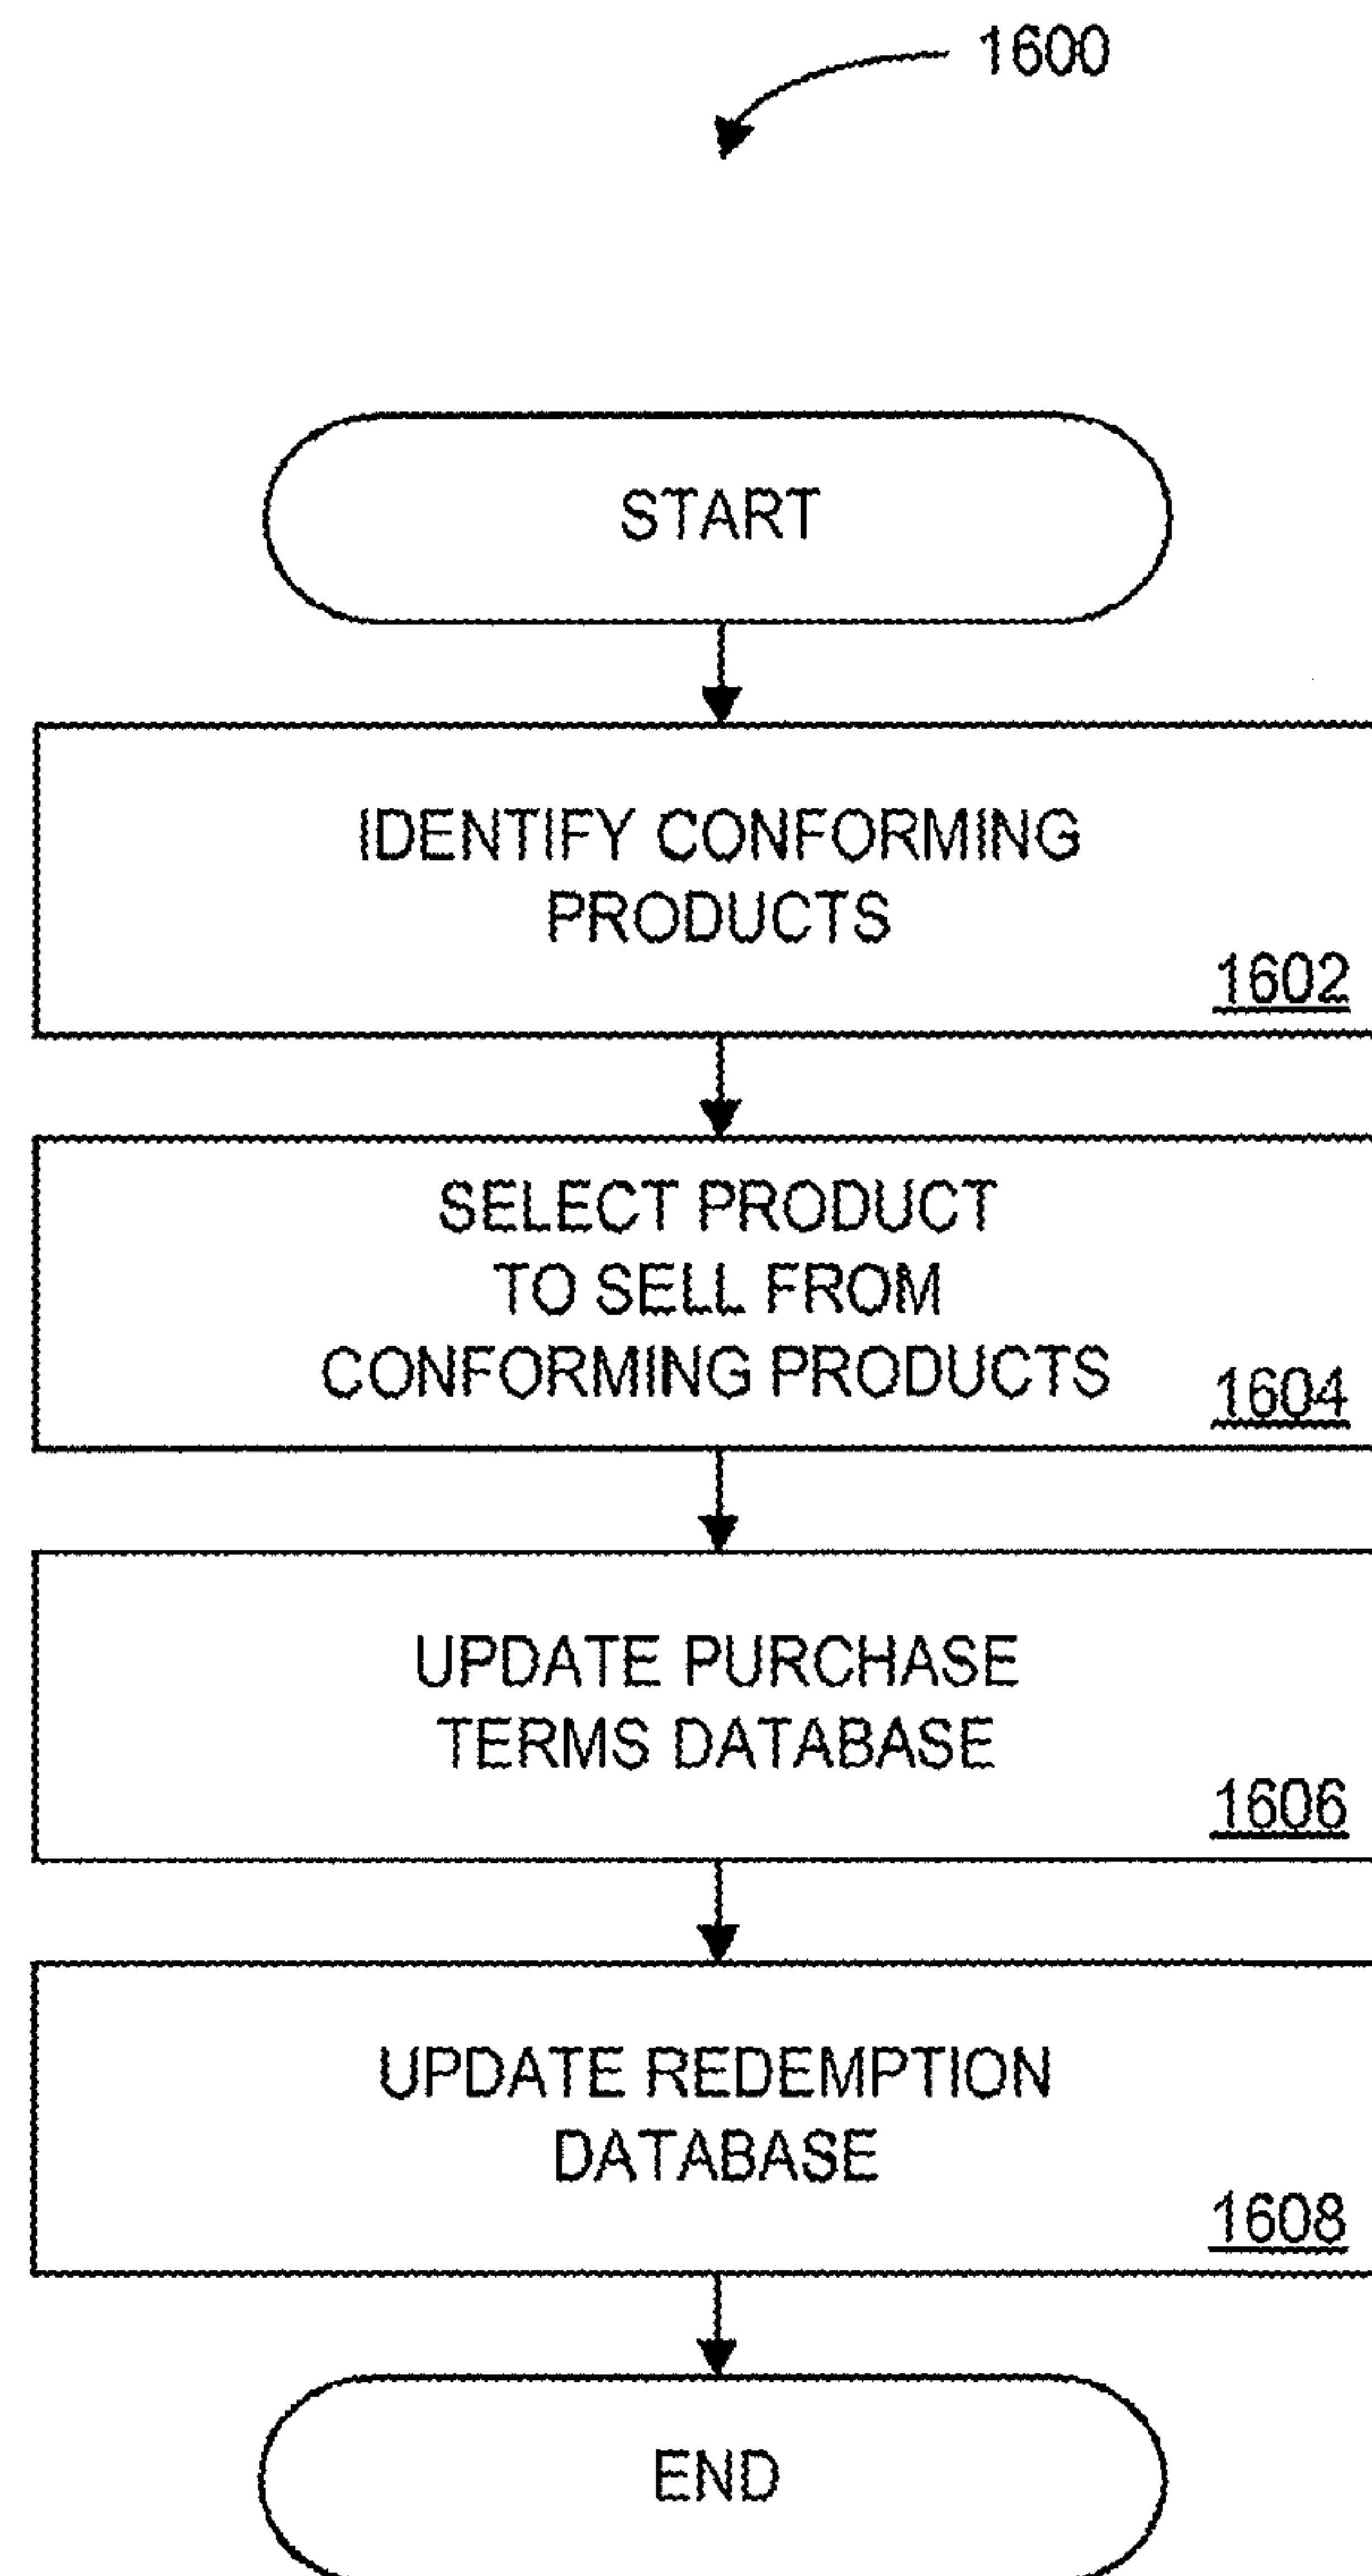 1600
START
IDENTIFY CONFORMING
PRODUCTS
1602
SELECT PRODUCT
TO SELL FROM
CONFORMING PRODUCTS
1604
UPDATE PURCHASE
TERMS DATABASE
1606
UPDATE REDEMPTION
DATABASE
1608
END